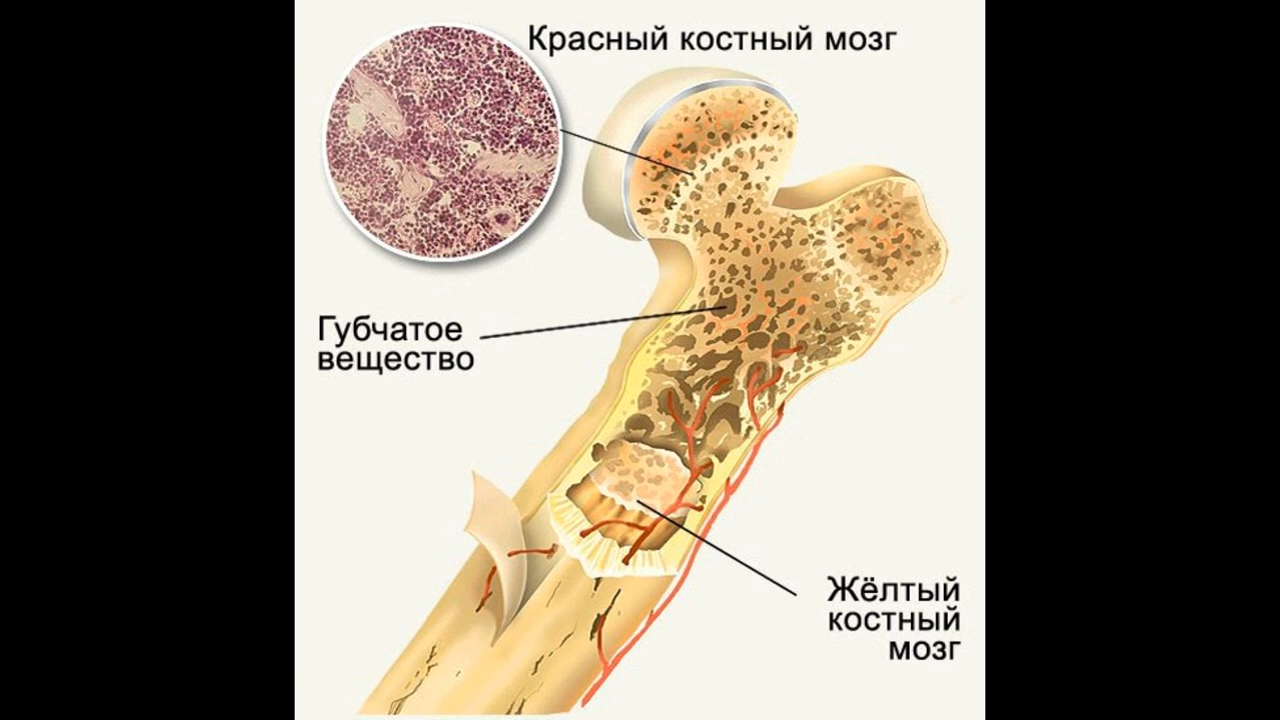 Красный костный мозг
Губчатое
вещество
Жёлтый
костный
мозг